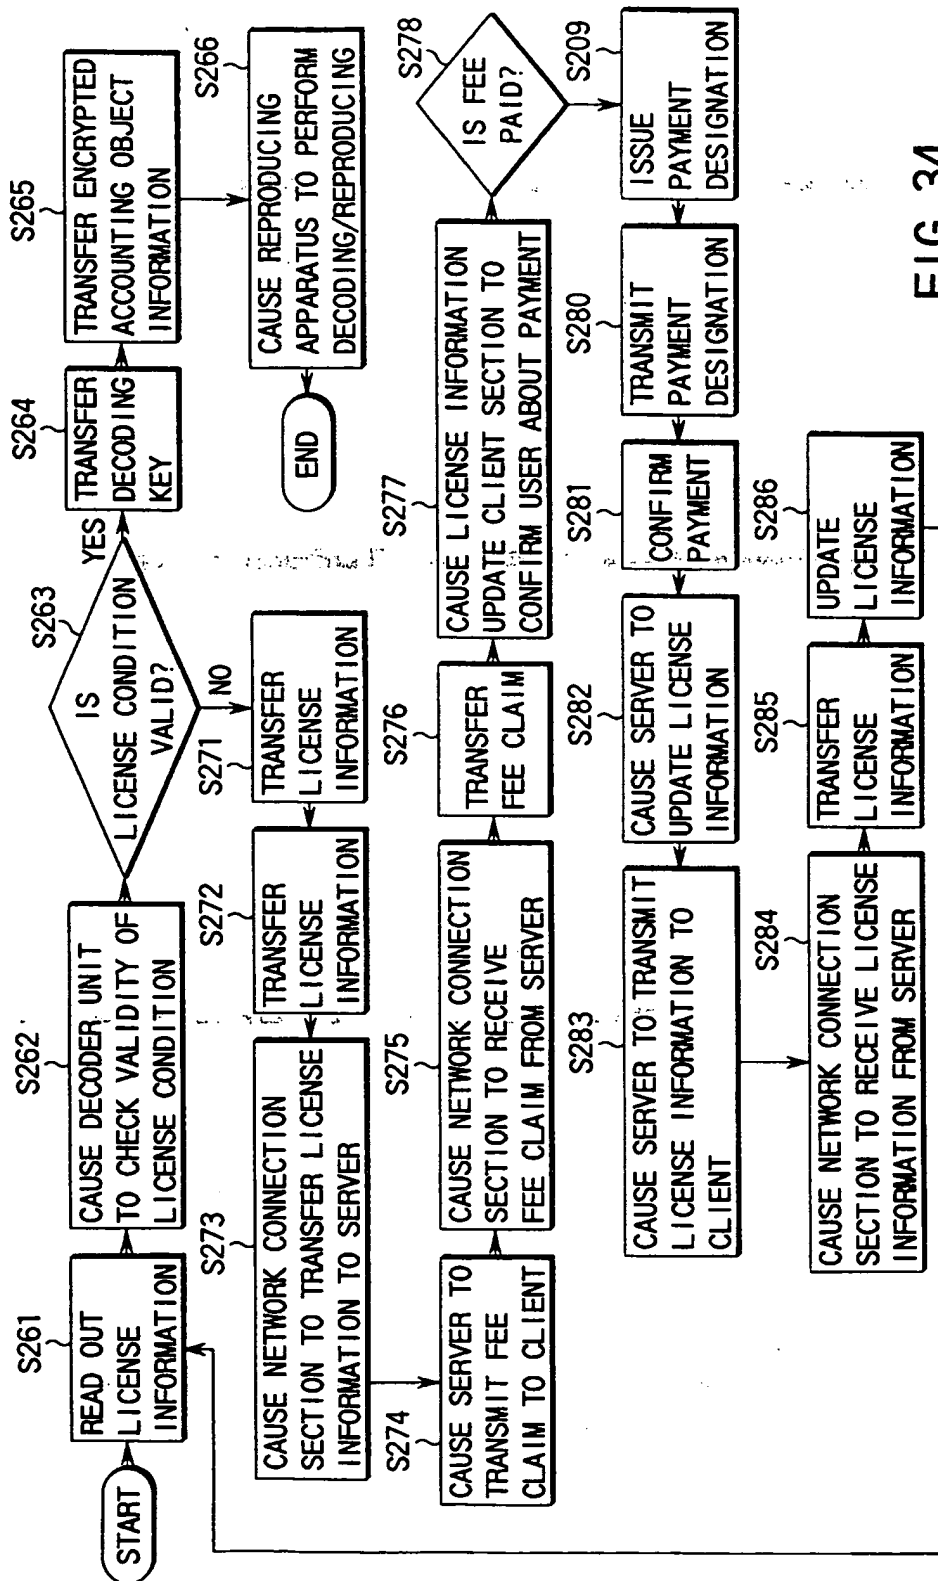 START
S261
READ OUT
LICENSE
INFORMATION
S262
CAUSE DECODER UNIT
TO CHECK VALIDITY OF
LICENSE CONDITION
S263
IS
LICENSE CONDITION
VALID?
YES
NO
S264
TRANSFER
DECODING
KEY
S265
TRANSFER ENCRYPTED
ACCOUNTING OBJECT
INFORMATION
S266
CAUSE REPRODUCING
APPARATUS TO PERFORM
DECODING/REPRODUCING
END
S271
TRANSFER
LICENSE
INFORMATION
S272
TRANSFER
LICENSE
INFORMATION
S273
CAUSE NETWORK CONNECTION
SECTION TO TRANSFER LICENSE
INFORMATION TO SERVER
S274
CAUSE SERVER TO
TRANSMIT FEE
CLAIM TO CLIENT
S275
CAUSE NETWORK CONNECTION
SECTION TO RECEIVE
FEE CLAIM FROM SERVER
S276
TRANSFER
FEE CLAIM
S277
CAUSE LICENSE INFORMATION
UPDATE CLIENT SECTION TO
CONFIRM USER ABOUT PAYMENT
S278
IS FEE
PAID?
S209
ISSUE
PAYMENT
DESIGNATION
S280
TRANSMIT
PAYMENT
DESIGNATION
S281
CONFIRM
PAYMENT
S282
CAUSE SERVER TO
UPDATE LICENSE
INFORMATION
S283
CAUSE SERVER TO TRANSMIT
LICENSE INFORMATION TO
CLIENT
S284
CAUSE NETWORK CONNECTION
SECTION TO RECEIVE LICENSE
INFORMATION FROM SERVER
S285
TRANSFER
LICENSE
INFORMATION
S286
UPDATE
LICENSE
INFORMATION
FIG. 34